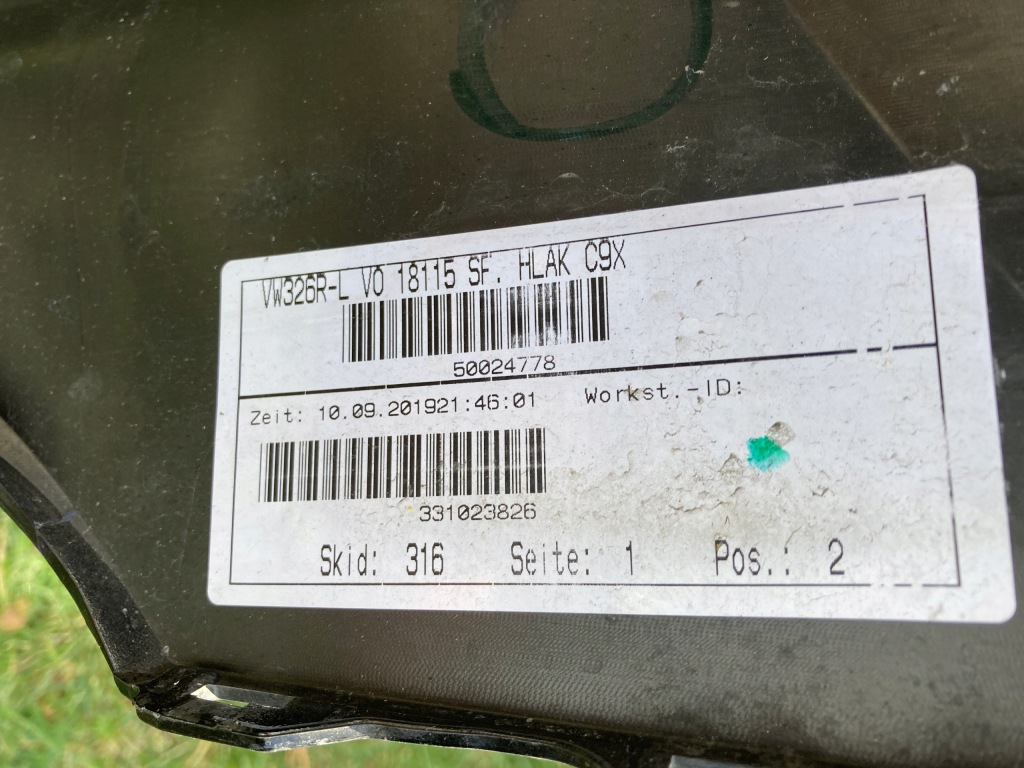 VW326R-L VO 18115 SF. HLAK C9X
50024778
Zeit: 10.09.201921:46:01 Workst.-ID:
331023826
Skid: 316 Seite: 1 Pos.: 2